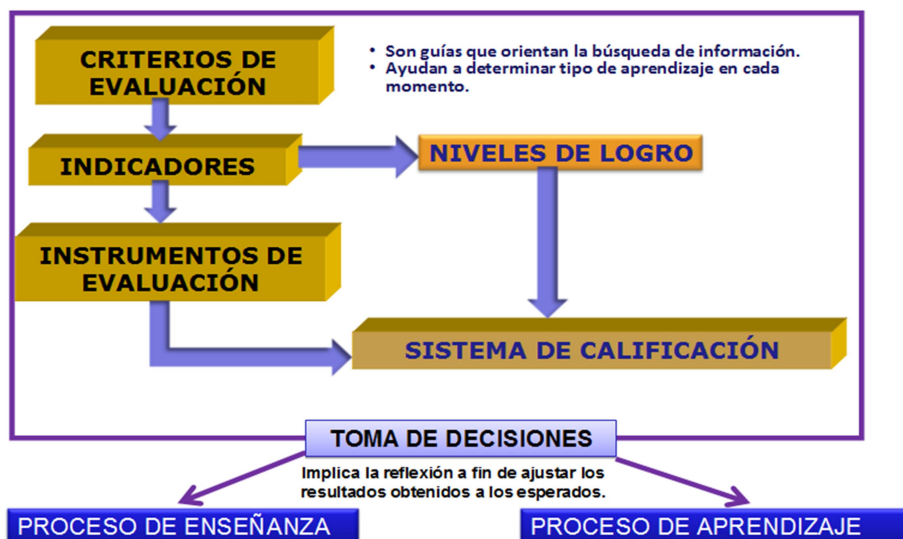 CRITERIOS DE
EVALUACIÓN
• Son guías que orientan la búsqueda de información.
• Ayudan a determinar tipo de aprendizaje en cada
momento.
INDICADORES
NIVELES DE LOGRO
INSTRUMENTOS DE
EVALUACIÓN
SISTEMA DE CALIFICACIÓN
TOMA DE DECISIONES
Implica la reflexión a fin de ajustar los
resultados obtenidos a los esperados.
PROCESO DE ENSEÑANZA
PROCESO DE APRENDIZAJE